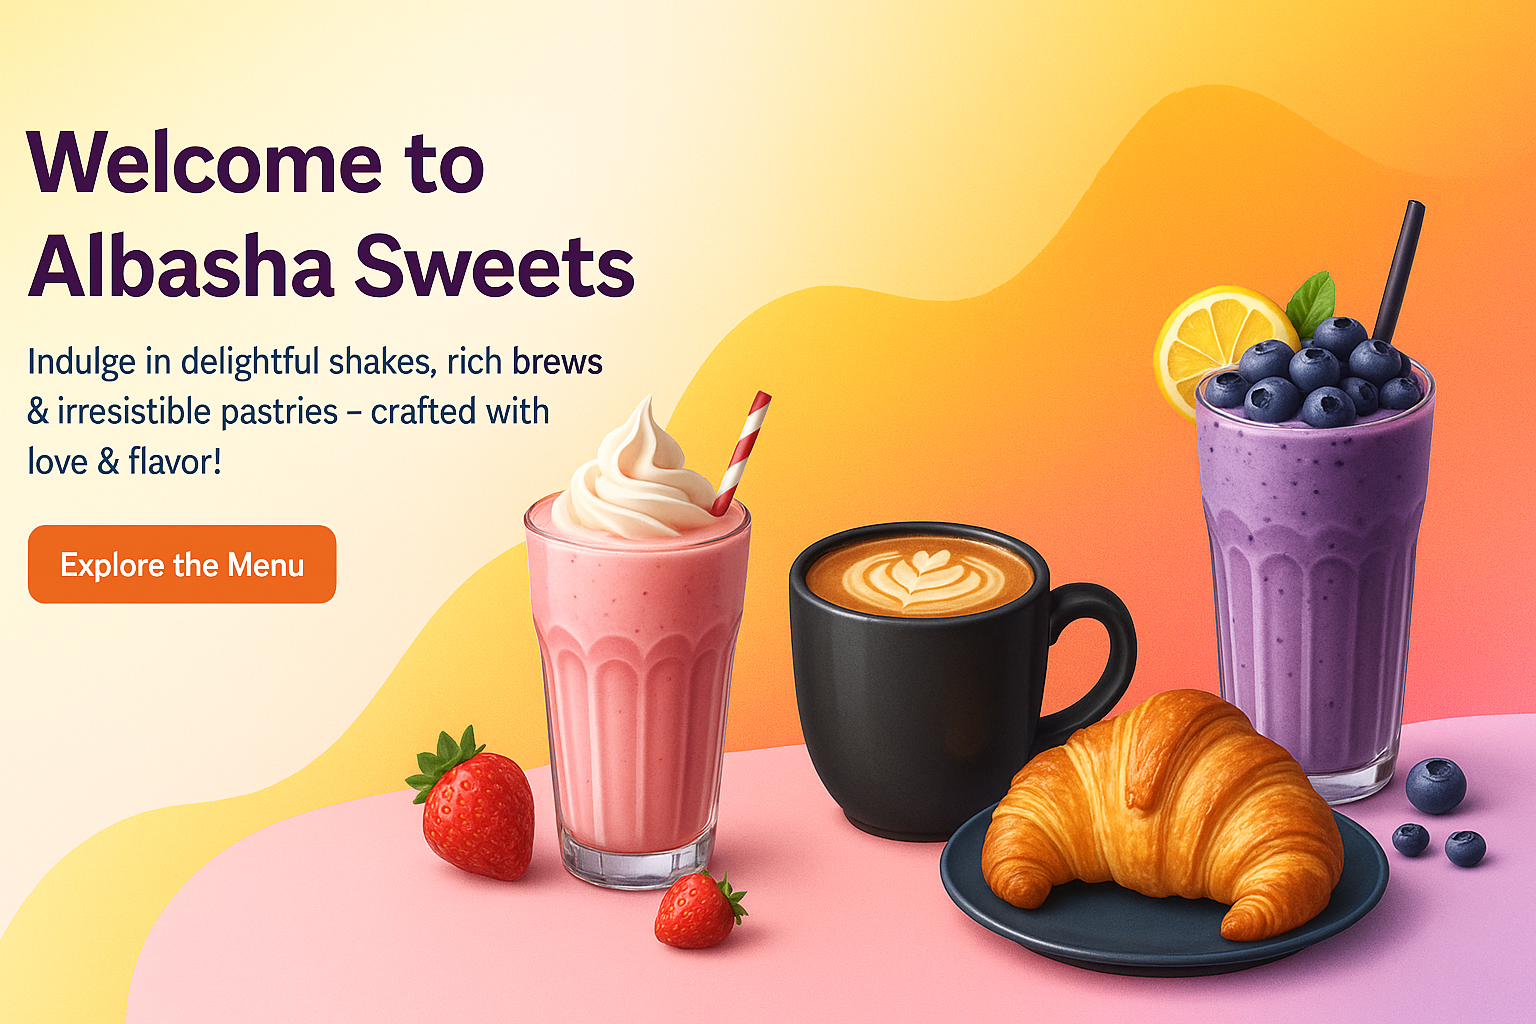 Welcome to
Albasha Sweets
Indulge in delightful shakes, rich brews
& irresistible pastries – crafted with
love & flavor!
Explore the Menu